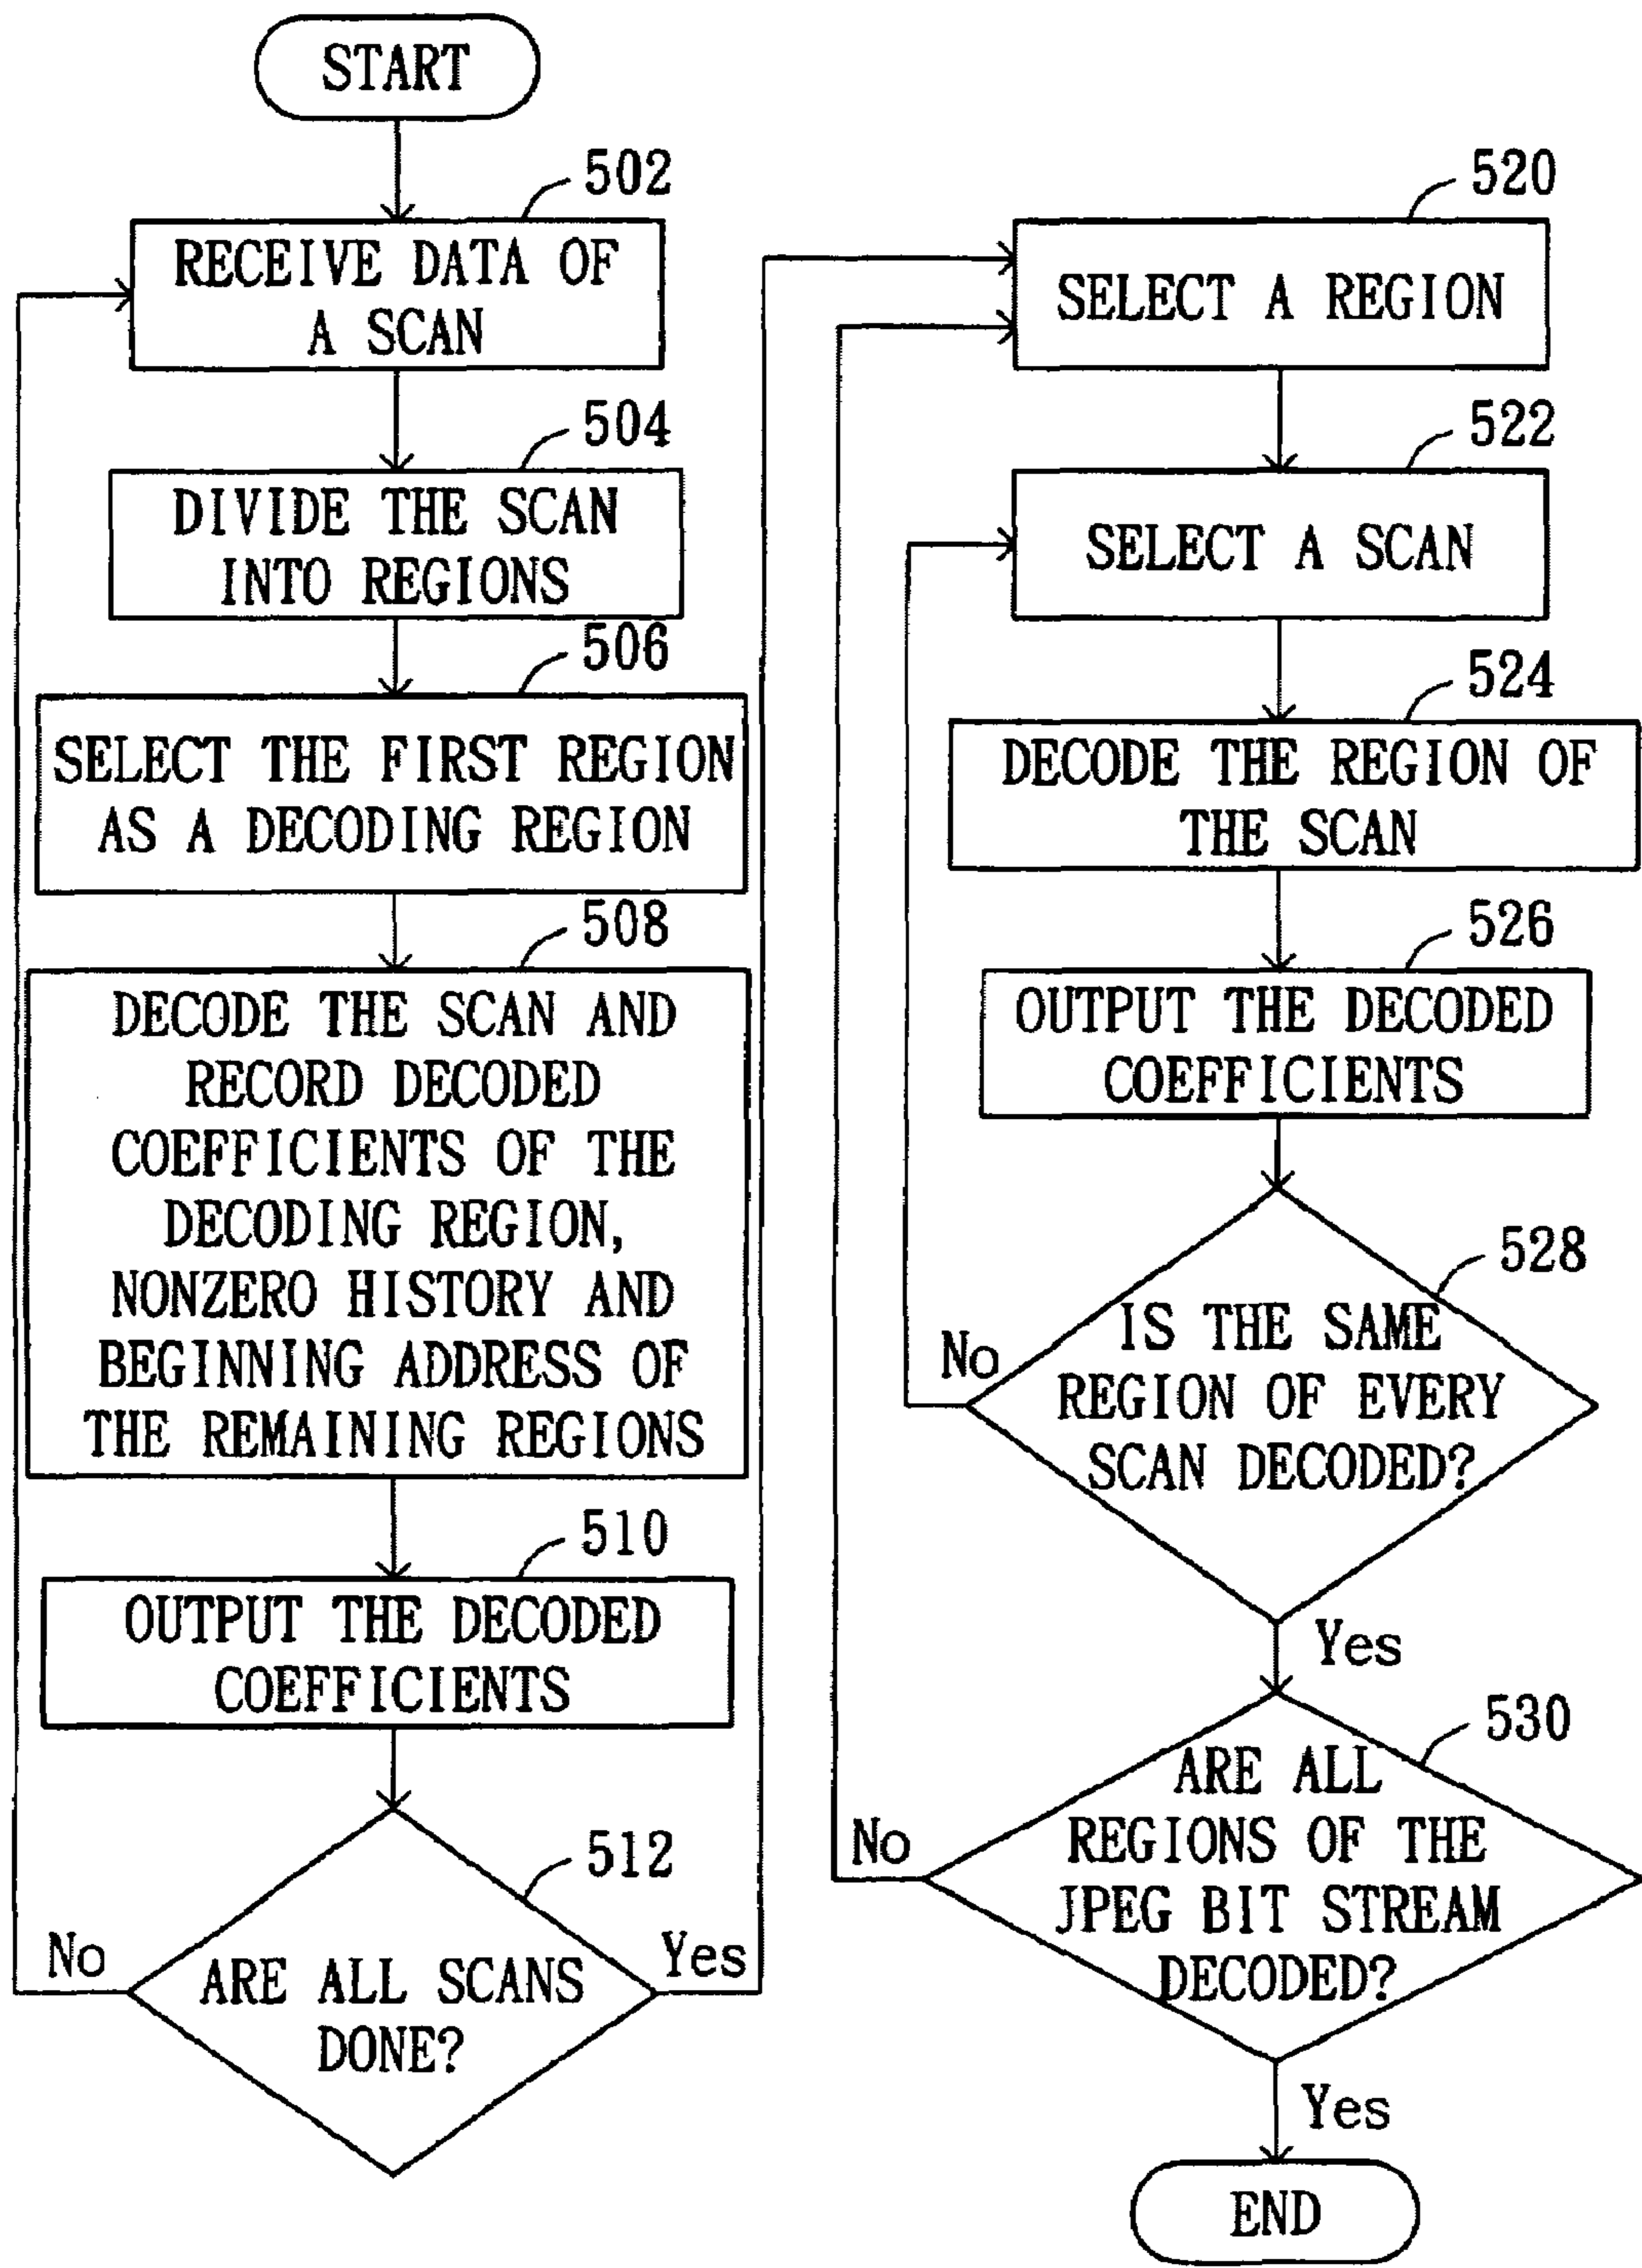 START
502
RECEIVE DATA OF
A SCAN
504
DIVIDE THE SCAN
INTO REGIONS
506
SELECT THE FIRST REGION
AS A DECODING REGION
508
DECODE THE SCAN AND
RECORD DECODED
COEFFICIENTS OF THE
DECODING REGION,
NONZERO HISTORY AND
BEGINNING ADDRESS OF
THE REMAINING REGIONS
510
OUTPUT THE DECODED
COEFFICIENTS
512
No
Yes
ARE ALL SCANS
DONE?
520
SELECT A REGION
522
SELECT A SCAN
524
DECODE THE REGION OF
THE SCAN
526
OUTPUT THE DECODED
COEFFICIENTS
528
No
IS THE SAME
REGION OF EVERY
SCAN DECODED?
Yes
530
No
ARE ALL
REGIONS OF THE
JPEG BIT STREAM
DECODED?
Yes
END